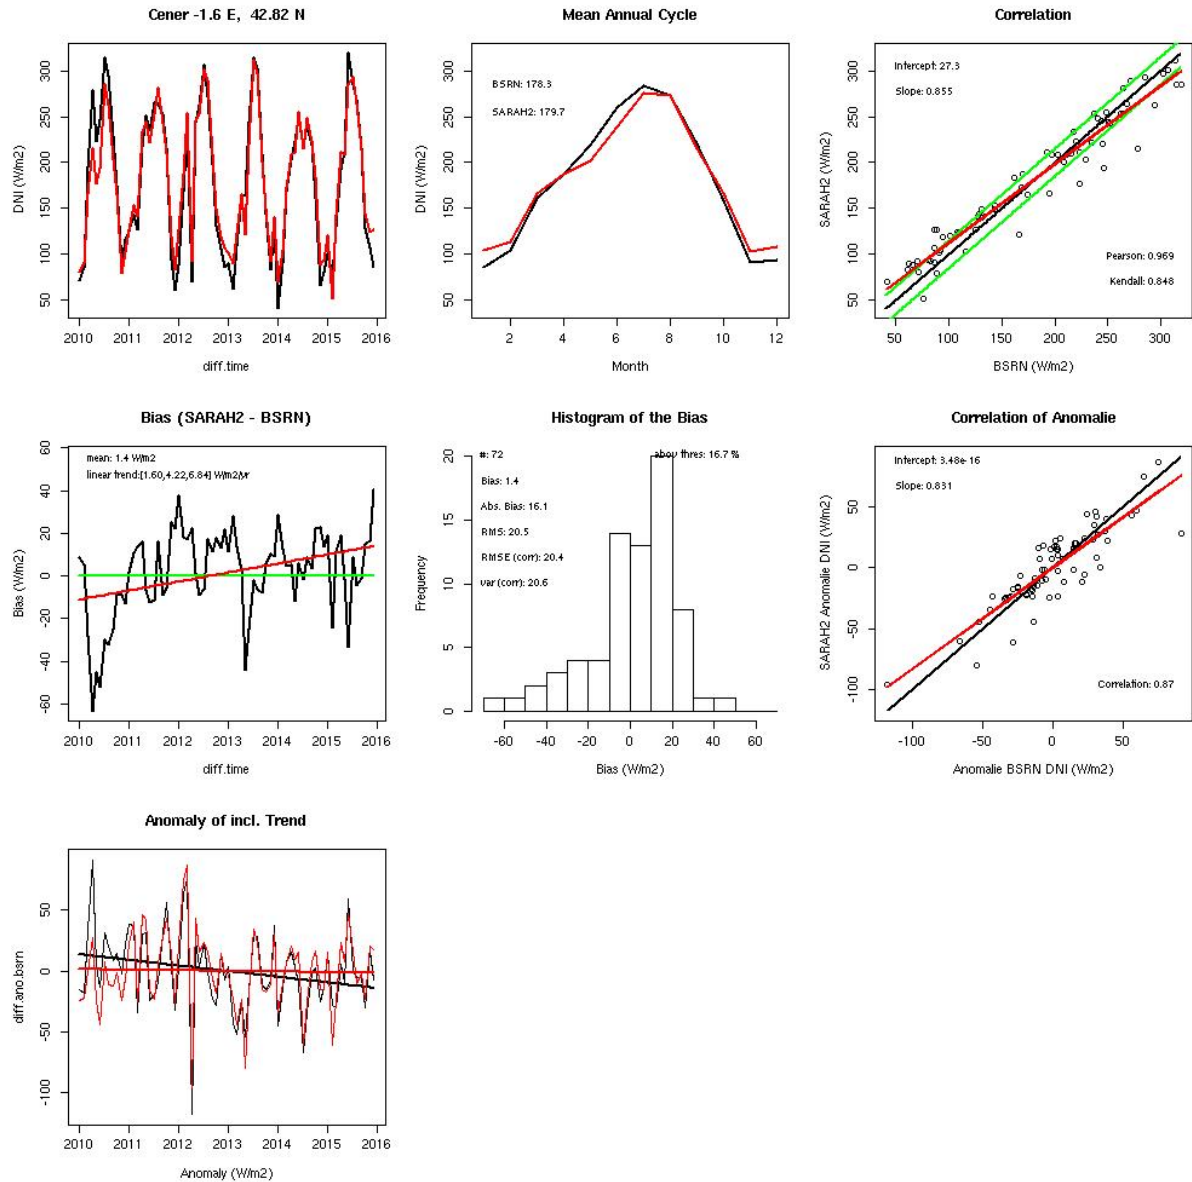 Cener -1.6 E, 42.82 N
DNI (W/m2)
300
250
200
150
100
50
2010 2011 2012 2013 2014 2015 2016
diff.time
Mean Annual Cycle
BSRN: 178.3
SARAH2: 179.7
DNI (W/m2)
300
250
200
150
100
50
2 4 6 8 10 12
Month
Correlation
Intercept: 27.3
Slope: 0.855
SARAH2 (W/m2)
300
250
200
150
100
50
Pearson: 0.969
Kendall: 0.848
50 100 150 200 250 300
BSRN (W/m2)
Bias (SARAH2 - BSRN)
mean: 1.4 W/m2
linear trend:[1.60,4.22,6.84] W/m2/yr
Bias (W/m2)
60
40
20
0
-20
-40
-60
2010 2011 2012 2013 2014 2015 2016
diff.time
Histogram of the Bias
#: 72
abov thres: 16.7 %
Bias: 1.4
Abs. Bias: 16.1
RMS: 20.5
RMSE (corr): 20.4
var (corr): 20.6
Frequency
20
15
10
5
0
-60 -40 -20 0 20 40 60
Bias (W/m2)
Correlation of Anomalie
Intercept: 3.48e-16
Slope: 0.831
SARAH2 Anomalie DNI (W/m2)
50
0
-50
-100
Correlation: 0.87
-100 -50 0 50
Anomalie BSRN DNI (W/m2)
Anomaly of incl. Trend
diff.ano.bsrn
50
0
-50
-100
2010 2011 2012 2013 2014 2015 2016
Anomaly (W/m2)